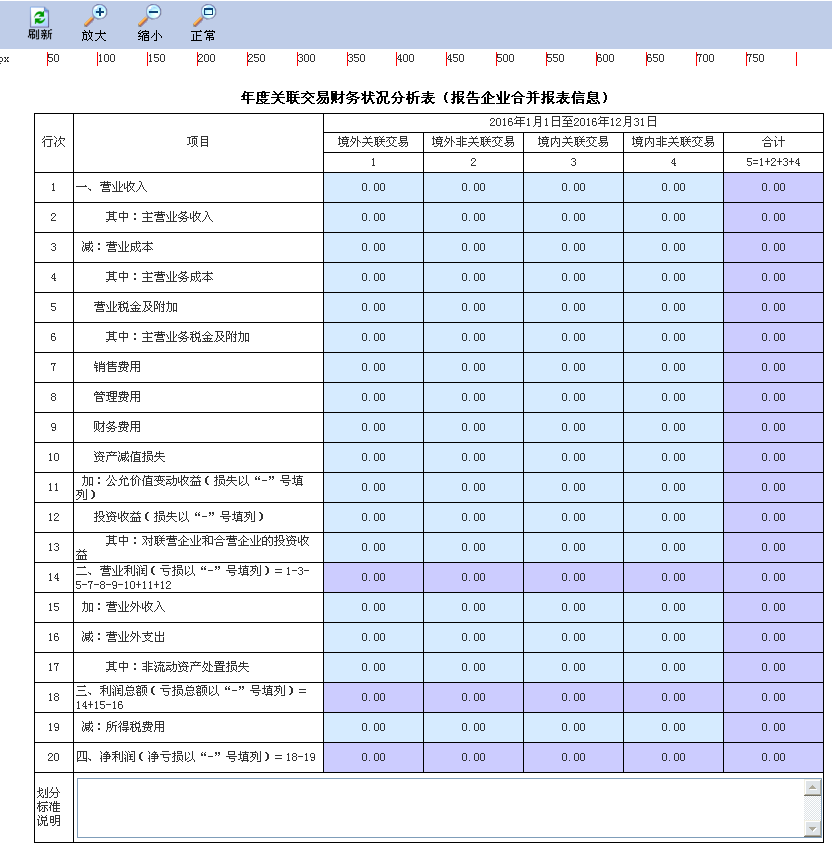 刷新 放大 缩小 正常
px 50 100 150 200 250 300 350 400 450 500 550 600 650 700 750
年度关联交易财务状况分析表（报告企业合并报表信息）
行次 项目 2016年1月1日至2016年12月31日
境外关联交易 境外非关联交易 境内关联交易 境内非关联交易 合计
1 2 3 4 5=1+2+3+4
1 一、营业收入 0.00 0.00 0.00 0.00 0.00
2 其中：主营业务收入 0.00 0.00 0.00 0.00 0.00
3 减：营业成本 0.00 0.00 0.00 0.00 0.00
4 其中：主营业务成本 0.00 0.00 0.00 0.00 0.00
5 营业税金及附加 0.00 0.00 0.00 0.00 0.00
6 其中：主营业务税金及附加 0.00 0.00 0.00 0.00 0.00
7 销售费用 0.00 0.00 0.00 0.00 0.00
8 管理费用 0.00 0.00 0.00 0.00 0.00
9 财务费用 0.00 0.00 0.00 0.00 0.00
10 资产减值损失 0.00 0.00 0.00 0.00 0.00
11 加：公允价值变动收益（损失以“-”号填
列） 0.00 0.00 0.00 0.00 0.00
12 投资收益（损失以“-”号填列） 0.00 0.00 0.00 0.00 0.00
13 其中：对联营企业和合营企业的投资收
益 0.00 0.00 0.00 0.00 0.00
14 二、营业利润（亏损以“-”号填列）＝1-3-
5-7-8-9-10+11+12 0.00 0.00 0.00 0.00 0.00
15 加：营业外收入 0.00 0.00 0.00 0.00 0.00
16 减：营业外支出 0.00 0.00 0.00 0.00 0.00
17 其中：非流动资产处置损失 0.00 0.00 0.00 0.00 0.00
18 三、利润总额（亏损总额以“-”号填列）＝
14+15-16 0.00 0.00 0.00 0.00 0.00
19 减：所得税费用 0.00 0.00 0.00 0.00 0.00
20 四、净利润（净亏损以“-”号填列）＝18-19 0.00 0.00 0.00 0.00 0.00
划分
标准
说明